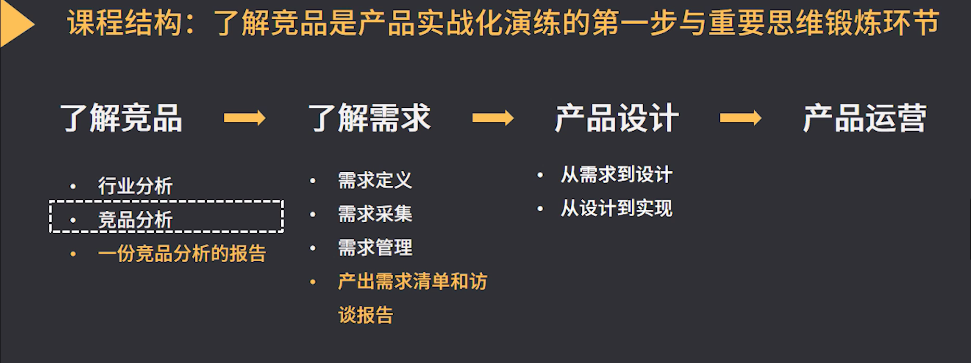 课程结构：了解竞品是产品实战化演练的第一步与重要思维锻炼环节
了解竞品
行业分析
竞品分析
一份竞品分析的报告
了解需求
需求定义
需求采集
需求管理
产出需求清单和访
谈报告
产品设计
从需求到设计
从设计到实现
产品运营